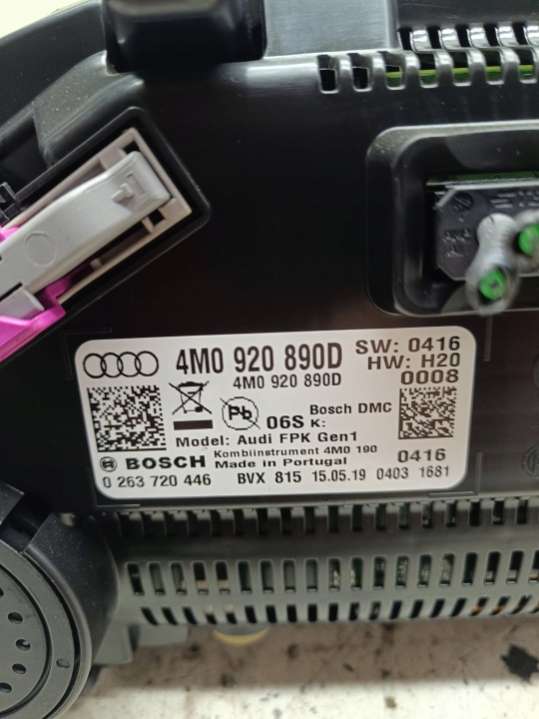 4M0 920 890D SW: 0416
4M0 920 890D HW: H20
0008
Pb 06S K: Bosch DMC
Model: Audi FPK Gen1
BOSCH Kombiinstrument 4M0 190 0416
Made in Portugal
0 263 720 446 BVX 815 15.05.19 0403 1681